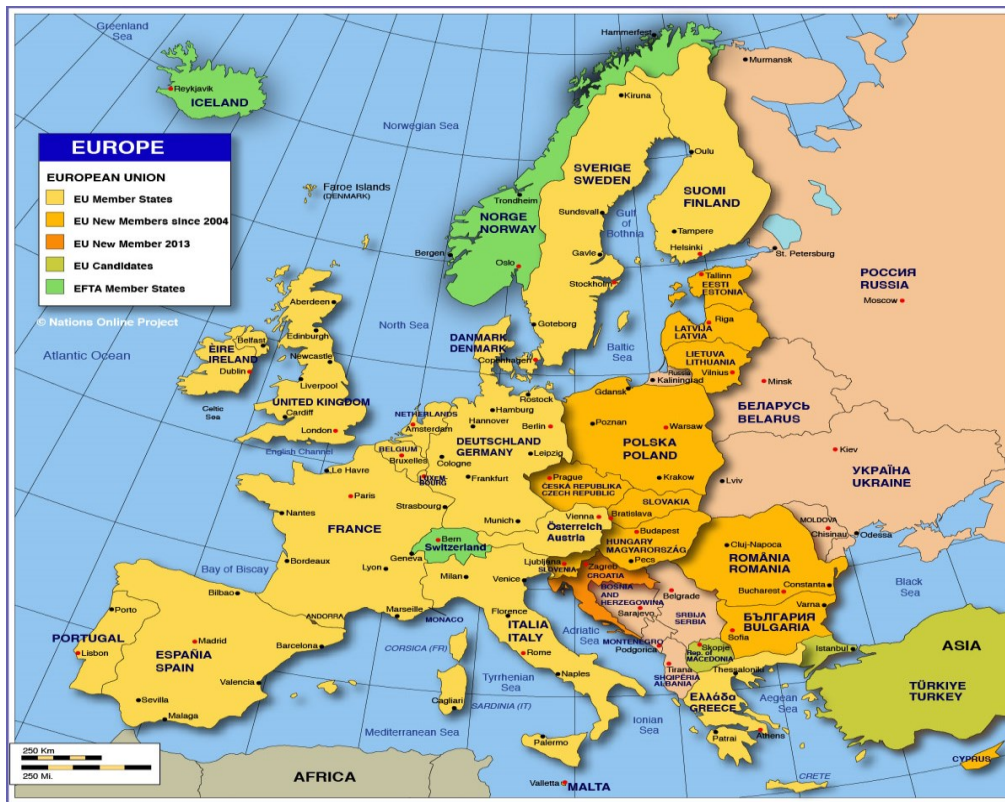 Greenland
Sea
Hammerfest
Murmansk
Reykjavik
ICELAND
Kiruna
Norwegian Sea
EUROPE
EUROPEAN UNION
EU Member States
EU New Members since 2004
EU New Member 2013
EU Candidates
EFTA Member States
© Nations Online Project
Faroe Islands
(DENMARK)
Oulu
SVERIGE
SWEDEN
SUOMI
FINLAND
Trondheim
NORGE
NORWAY
Sundsvall
Gulf
of
Bothnia
Tampere
Bergen
Oslo
Gavle
Helsinki
St. Petersburg
РОССИЯ
RUSSIA
Moscow
Stockholm
Tallinn
EESTI
ESTONIA
Aberdeen
North Sea
Goteborg
Riga
LATVIJA
LATVIA
Edinburgh
Atlantic Ocean
ÈIRE
IRELAND
Belfast
Dublin
Newcastle
Liverpool
DANMARK
DENMARK
Copenhagen
Baltic
Sea
LIETUVA
LITHUANIA
Vilnius
Russia
Kaliningrad
Minsk
БЕЛАРУСЬ
BELARUS
Celtic
Sea
UNITED KINGDOM
Cardiff
London
English Channel
NETHERLANDS
Amsterdam
Rostock
Hamburg
Hannover
Berlin
Gdansk
Poznan
Warsaw
POLSKA
POLAND
DEUTSCHLAND
GERMANY
Leipzig
BELGIUM
Bruxelles
Cologne
LUXEM-
BOURG
Frankfurt
Kiev
УКРАЇНА
UKRAINE
Le Havre
Paris
Prague
ČESKÁ REPUBLIKA
CZECH REPUBLIC
Krakow
Lviv
SLOVAKIA
Nantes
Strasbourg
FRANCE
Munich
Vienna
Österreich
Austria
Bratislava
Budapest
HUNGARY
MAGYARORSZÁG
Pecs
MOLDOVA
Chisinau
Odessa
Bern
Switzerland
Geneva
Cluj-Napoca
ROMÂNIA
ROMANIA
Bay of Biscay
Bordeaux
Lyon
Milan
Venice
Ljubljana
SLOVENIA
Zagreb
CROATIA
BOSNIA
AND
HERZEGOWINA
Sarajevo
Belgrade
SRBIJA
SERBIA
Bucharest
Constanta
Black
Sea
Bilbao
Porto
ANDORRA
Marseille
MONACO
Florence
ITALIA
ITALY
Adriatic
Sea
MONTENEGRO
Podgorica
Varna
БЪЛГАРИЯ
BULGARIA
Sofia
PORTUGAL
Lisbon
Madrid
ESPAÑIA
SPAIN
Barcelona
CORSICA (FR)
Rome
Skopje
Rep. of
MACEDONIA
Tirana
SHQIPÉRIA
ALBANIA
Istanbul
ASIA
Valencia
Naples
Thessaloniki
Sevilla
Malaga
Cagliari
SARDINIA (IT)
Tyrrhenian
Sea
Ελλάδα
GREECE
Aegean
Sea
TÜRKIYE
TURKEY
Mediterranean Sea
Ionian
Sea
Patrai
Athens
Palermo
250 Km
250 Mi.
AFRICA
Valletta
MALTA
CRETE
CYPRUS